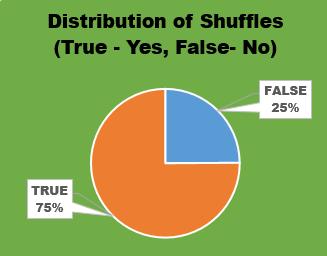 Distribution of Shuffles
(True - Yes, False- No)
FALSE
25%
TRUE
75%